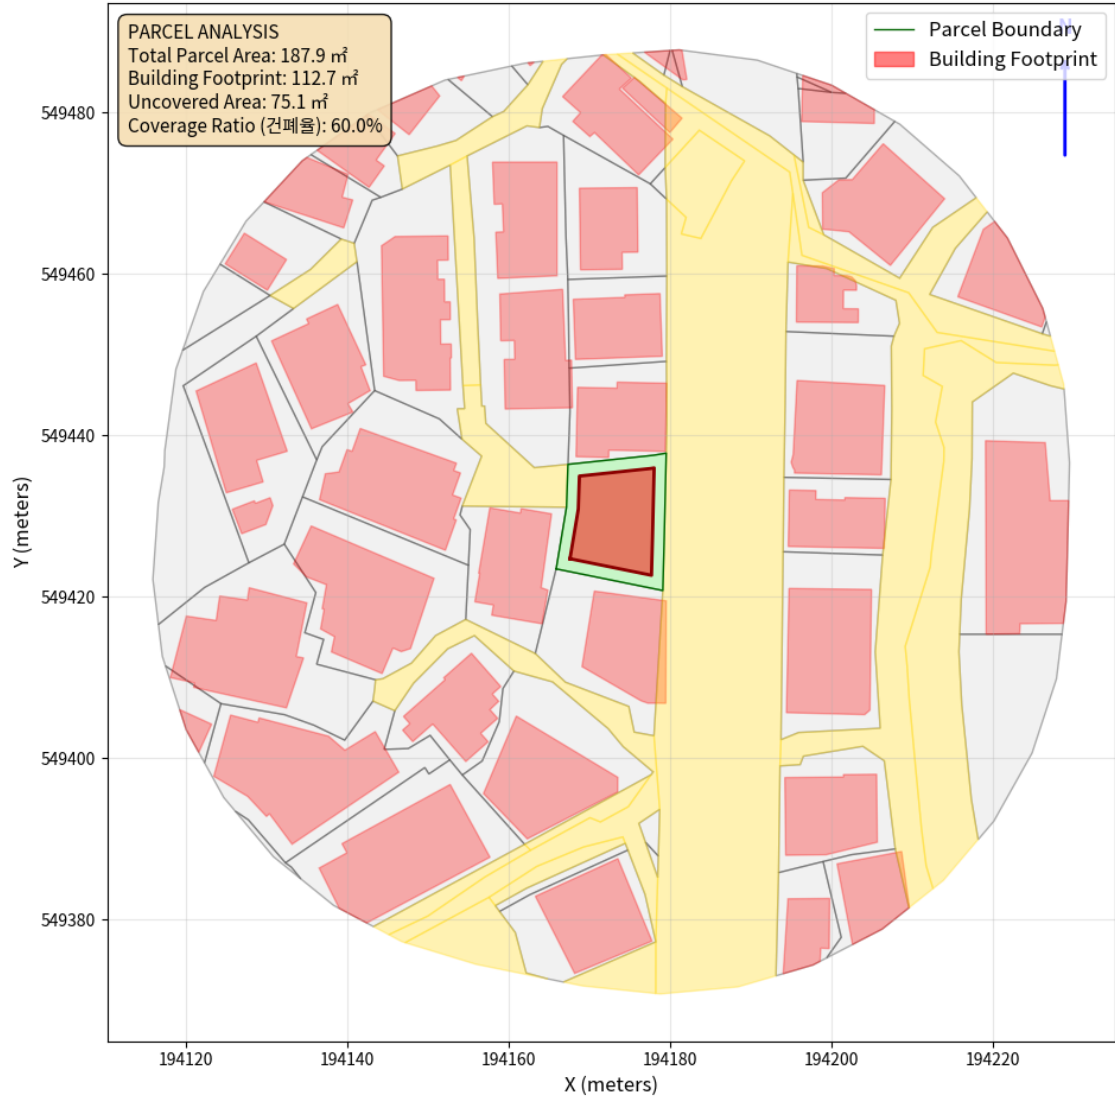 PARCEL ANALYSIS
Total Parcel Area: 187.9 ㎡
Building Footprint: 112.7 ㎡
Uncovered Area: 75.1 ㎡
Coverage Ratio (건폐율): 60.0%
N
Parcel Boundary
Building Footprint
549480
549460
549440
549420
549400
549380
Y (meters)
194120
194140
194160
194180
194200
194220
X (meters)